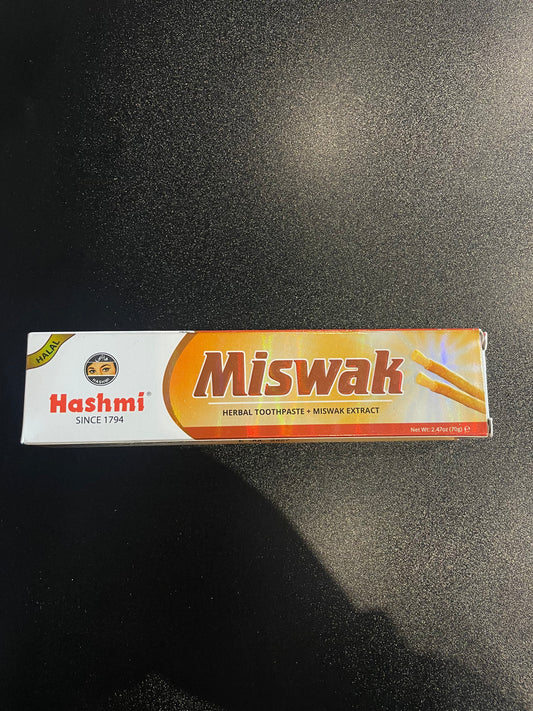 HALAL
Hashmi®
SINCE 1794
Miswak
HERBAL TOOTHPASTE + MISWAK EXTRACT
Net Wt: 2.47oz (70g) ℮